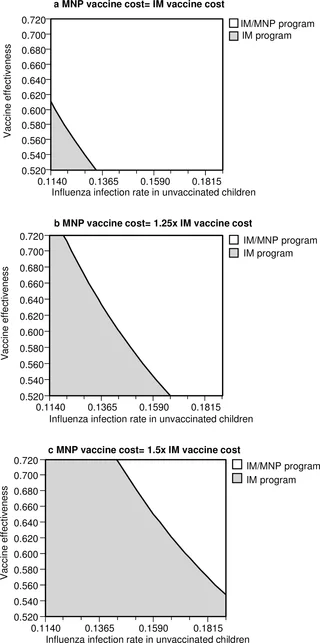 a MNP vaccine cost= IM vaccine cost
0.720
0.700
0.680
0.660
0.640
0.620
0.600
0.580
0.560
0.540
0.520
Vaccine effectiveness
IM/MNP program
IM program
0.1140 0.1365 0.1590 0.1815
Influenza infection rate in unvaccinated children
b MNP vaccine cost= 1.25x IM vaccine cost
0.720
0.700
0.680
0.660
0.640
0.620
0.600
0.580
0.560
0.540
0.520
Vaccine effectiveness
IM/MNP program
IM program
0.1140 0.1365 0.1590 0.1815
Influenza infection rate in unvaccinated children
c MNP vaccine cost= 1.5x IM vaccine cost
0.720
0.700
0.680
0.660
0.640
0.620
0.600
0.580
0.560
0.540
0.520
Vaccine effectiveness
IM/MNP program
IM program
0.1140 0.1365 0.1590 0.1815
Influenza infection rate in unvaccinated children